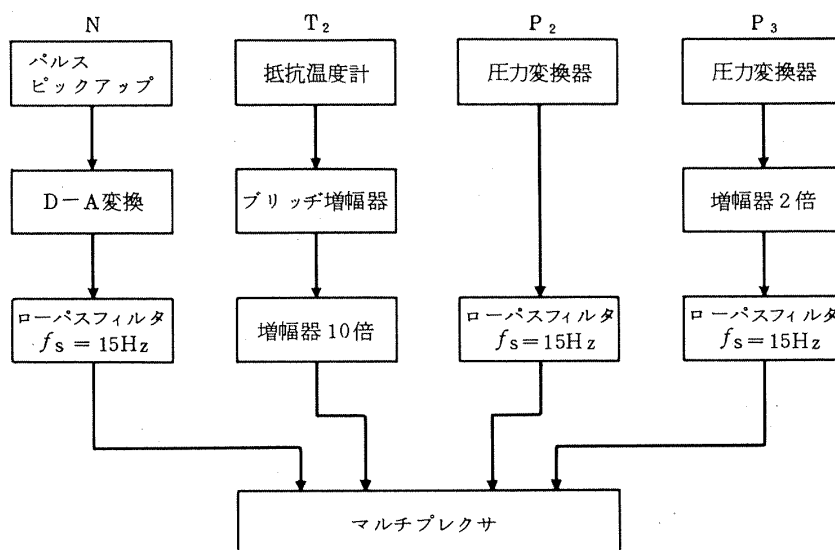 N
T₂
P₂
P₃
パルス
ピックアップ
抵抗温度計
圧力変換器
圧力変換器
D－A変換
ブリッヂ増幅器
増幅器2倍
ローパスフィルタ
fs＝15Hz
増幅器10倍
ローパスフィルタ
fs＝15Hz
ローパスフィルタ
fs＝15Hz
マルチプレクサ